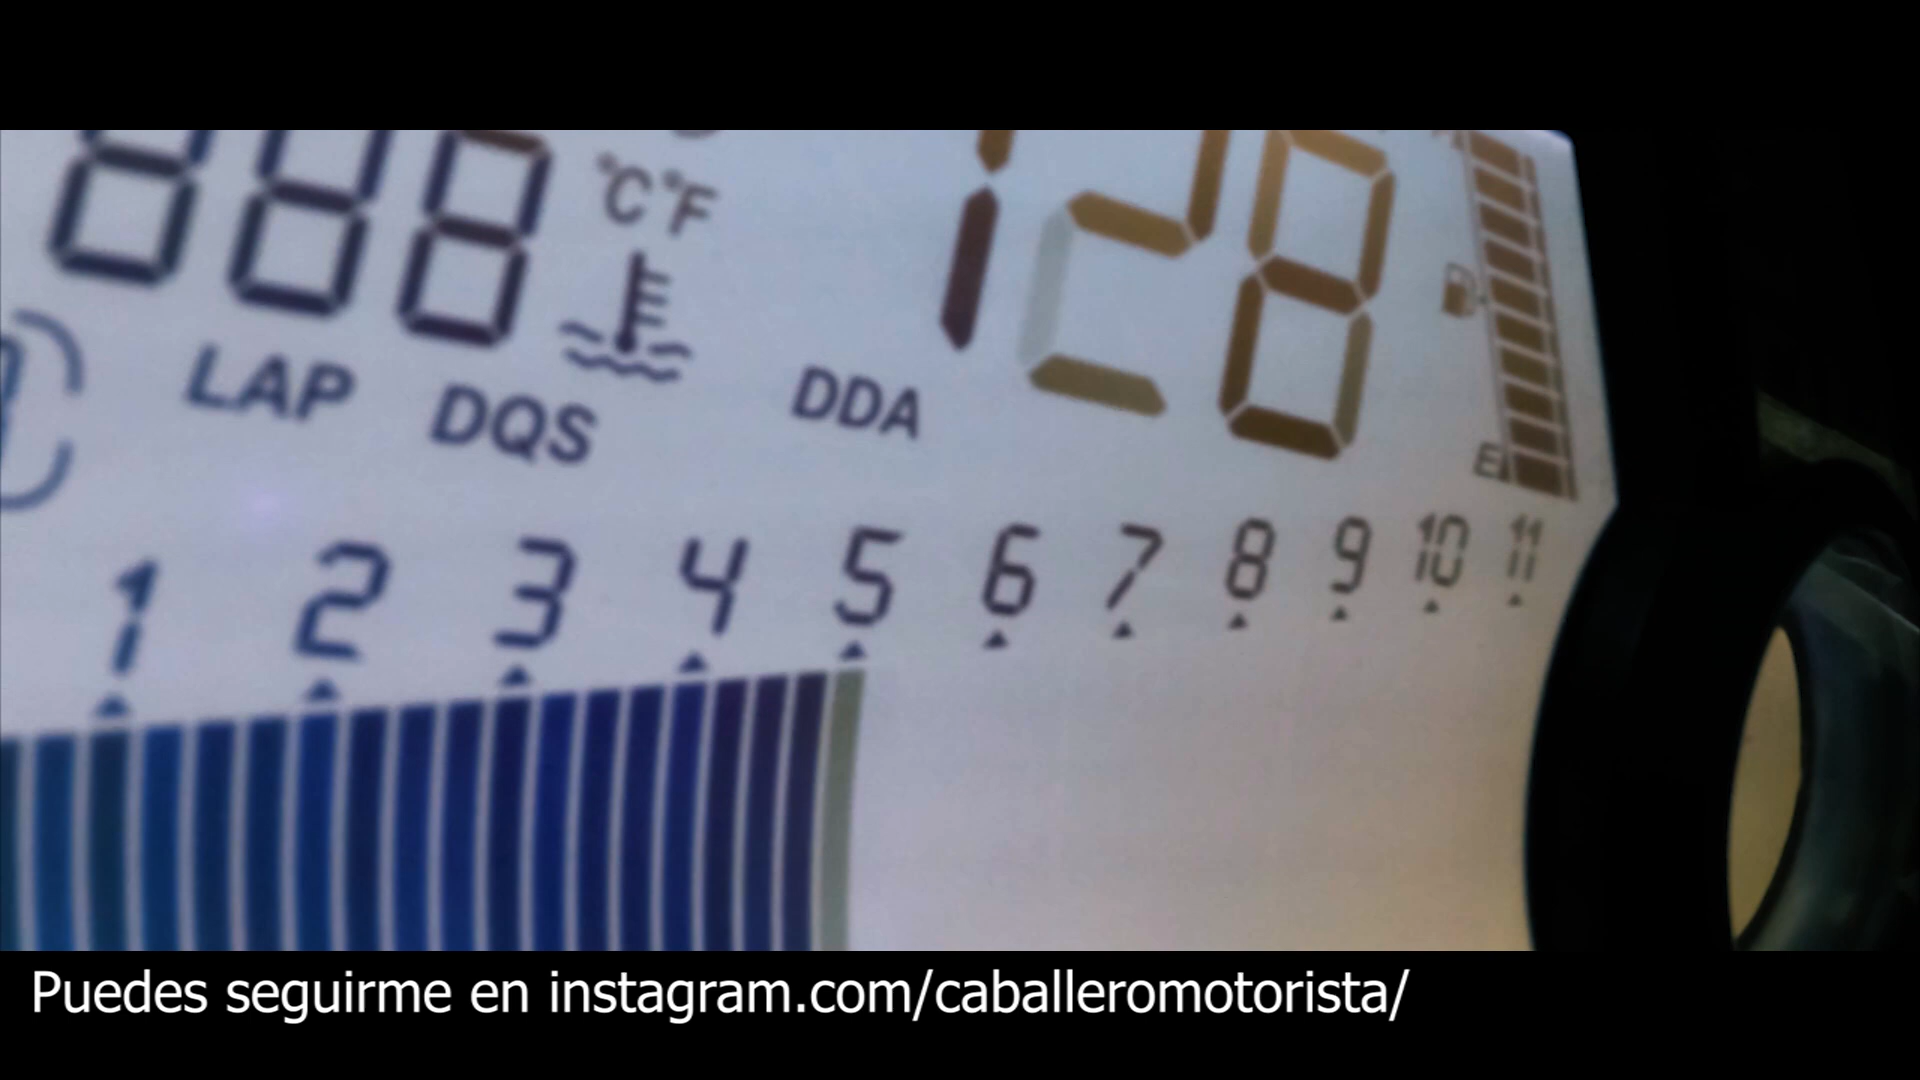 888 °C°F 128
LAP DQS DDA
E
1 2 3 4 5 6 7 8 9 10 11
Puedes seguirme en instagram.com/caballeromotorista/